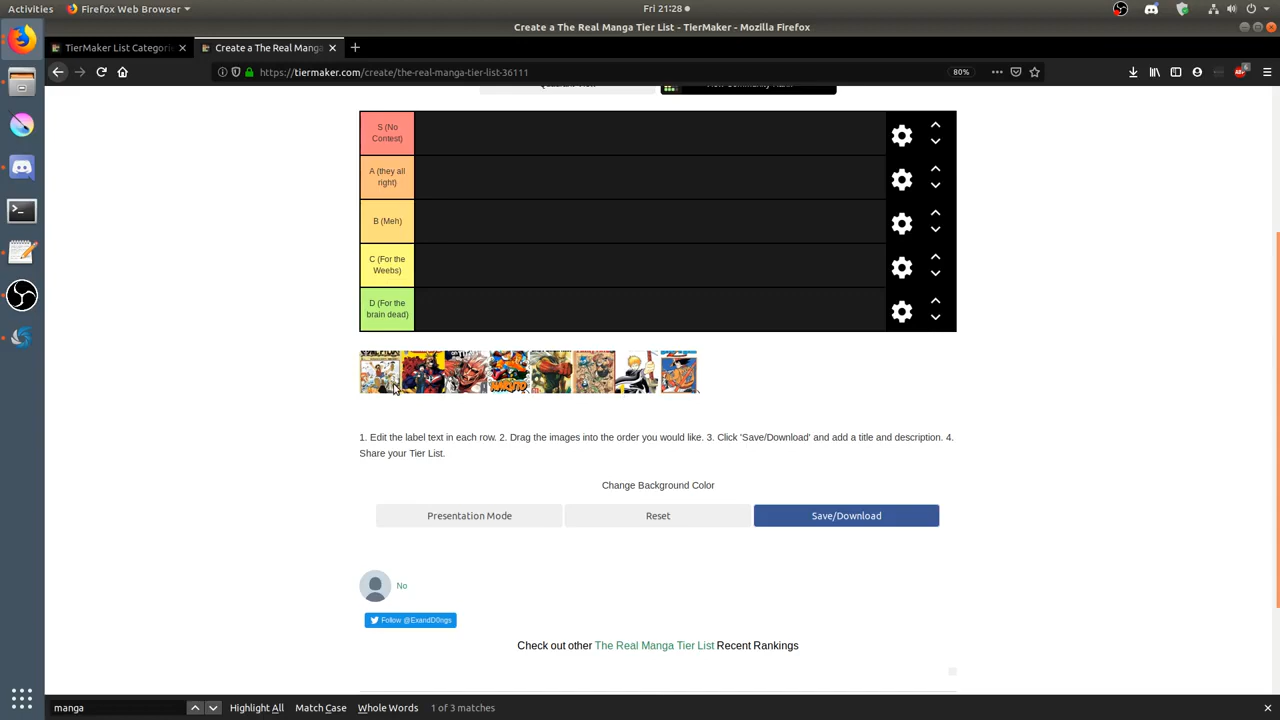 Activities
Firefox Web Browser
Fri 21:28
Create a The Real Manga Tier List - TierMaker - Mozilla Firefox
TierMaker List Categori
Create a The Real Manga
https://tiermaker.com/create/the-real-manga-tier-list-36111
80%
6
S (No
Contest)
A (they all
right)
B (Meh)
C (For the
Weebs)
D (For the
brain dead)
NARUTO
1. Edit the label text in each row. 2. Drag the images into the order you would like. 3. Click 'Save/Download' and add a title and description. 4.
Share your Tier List.
Change Background Color
Presentation Mode
Reset
Save/Download
No
Follow @ExandD0ngs
Check out other The Real Manga Tier List Recent Rankings
manga
Highlight All
Match Case
Whole Words
1 of 3 matches